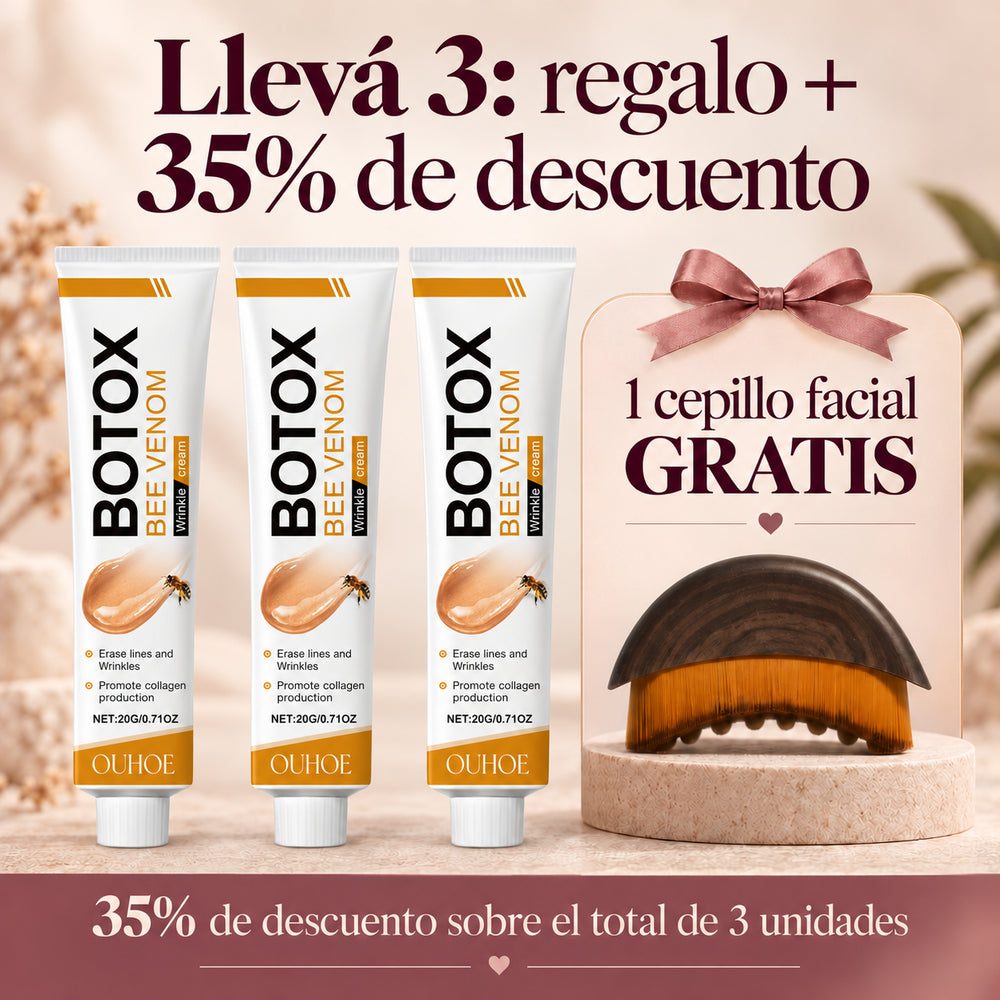 Llevá 3: regalo +
35% de descuento
BOTOX
BEE VENOM
Wrinkle cream
Erase lines and
Wrinkles
Promote collagen
production
NET:20G/0.71OZ
OUHOE
BOTOX
BEE VENOM
Wrinkle cream
Erase lines and
Wrinkles
Promote collagen
production
NET:20G/0.71OZ
OUHOE
BOTOX
BEE VENOM
Wrinkle cream
Erase lines and
Wrinkles
Promote collagen
production
NET:20G/0.71OZ
OUHOE
1 cepillo facial
GRATIS
35% de descuento sobre el total de 3 unidades